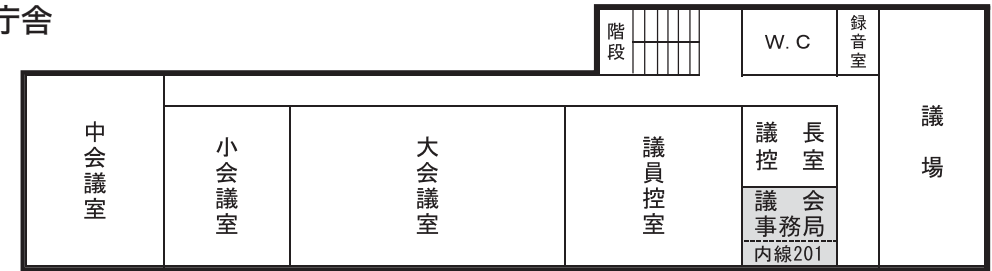 庁舎
階段
W.C
録音室
中会議室
小会議室
大会議室
議員控室
議長
控室
議会
事務局
内線201
議場